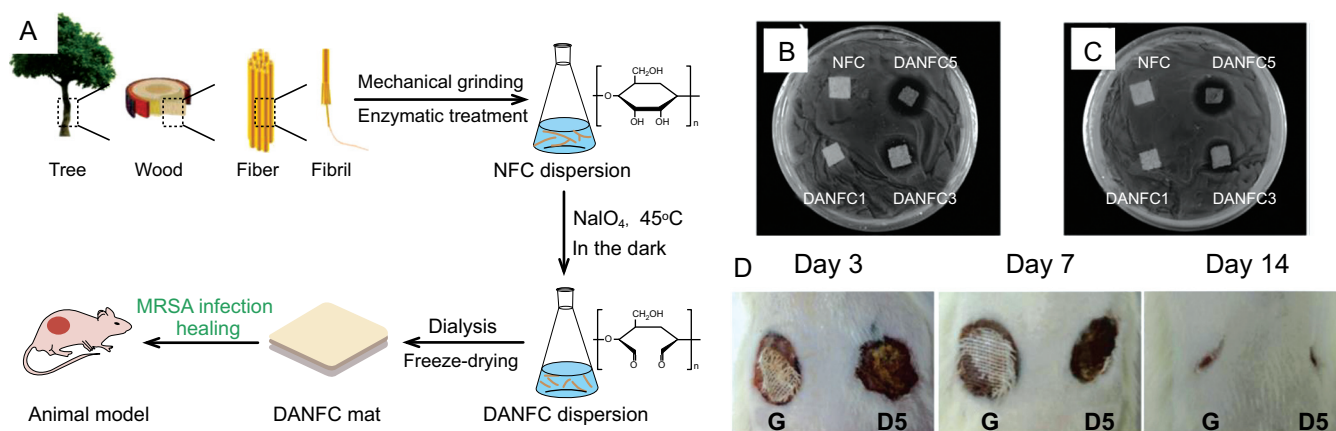 A
Tree
Wood
Fiber
Fibril
Mechanical grinding
Enzymatic treatment
CH₂OH
O
O
OH
OH
n
NFC dispersion
NaIO₄, 45°C
In the dark
CH₂OH
O
O
O
O
n
DANFC dispersion
Dialysis
Freeze-drying
DANFC mat
MRSA infection
healing
Animal model
B
NFC
DANFC5
DANFC1
DANFC3
C
NFC
DANFC5
DANFC1
DANFC3
D
Day 3
Day 7
Day 14
G
D5
G
D5
G
D5